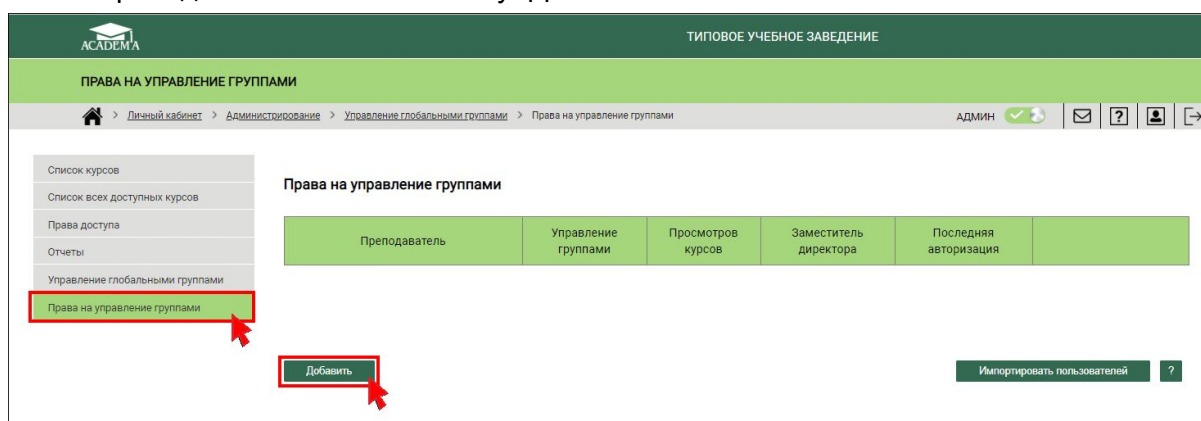 ACADEM'A
ТИПОВОЕ УЧЕБНОЕ ЗАВЕДЕНИЕ
ПРАВА НА УПРАВЛЕНИЕ ГРУППАМИ
> Личный кабинет > Администрирование > Управление глобальными группами > Права на управление группами
АДМИН
?
Список курсов
Список всех доступных курсов
Права доступа
Отчеты
Управление глобальными группами
Права на управление группами
Права на управление группами
Преподаватель
Управление группами
Просмотров курсов
Заместитель директора
Последняя авторизация
Добавить
Импортировать пользователей
?